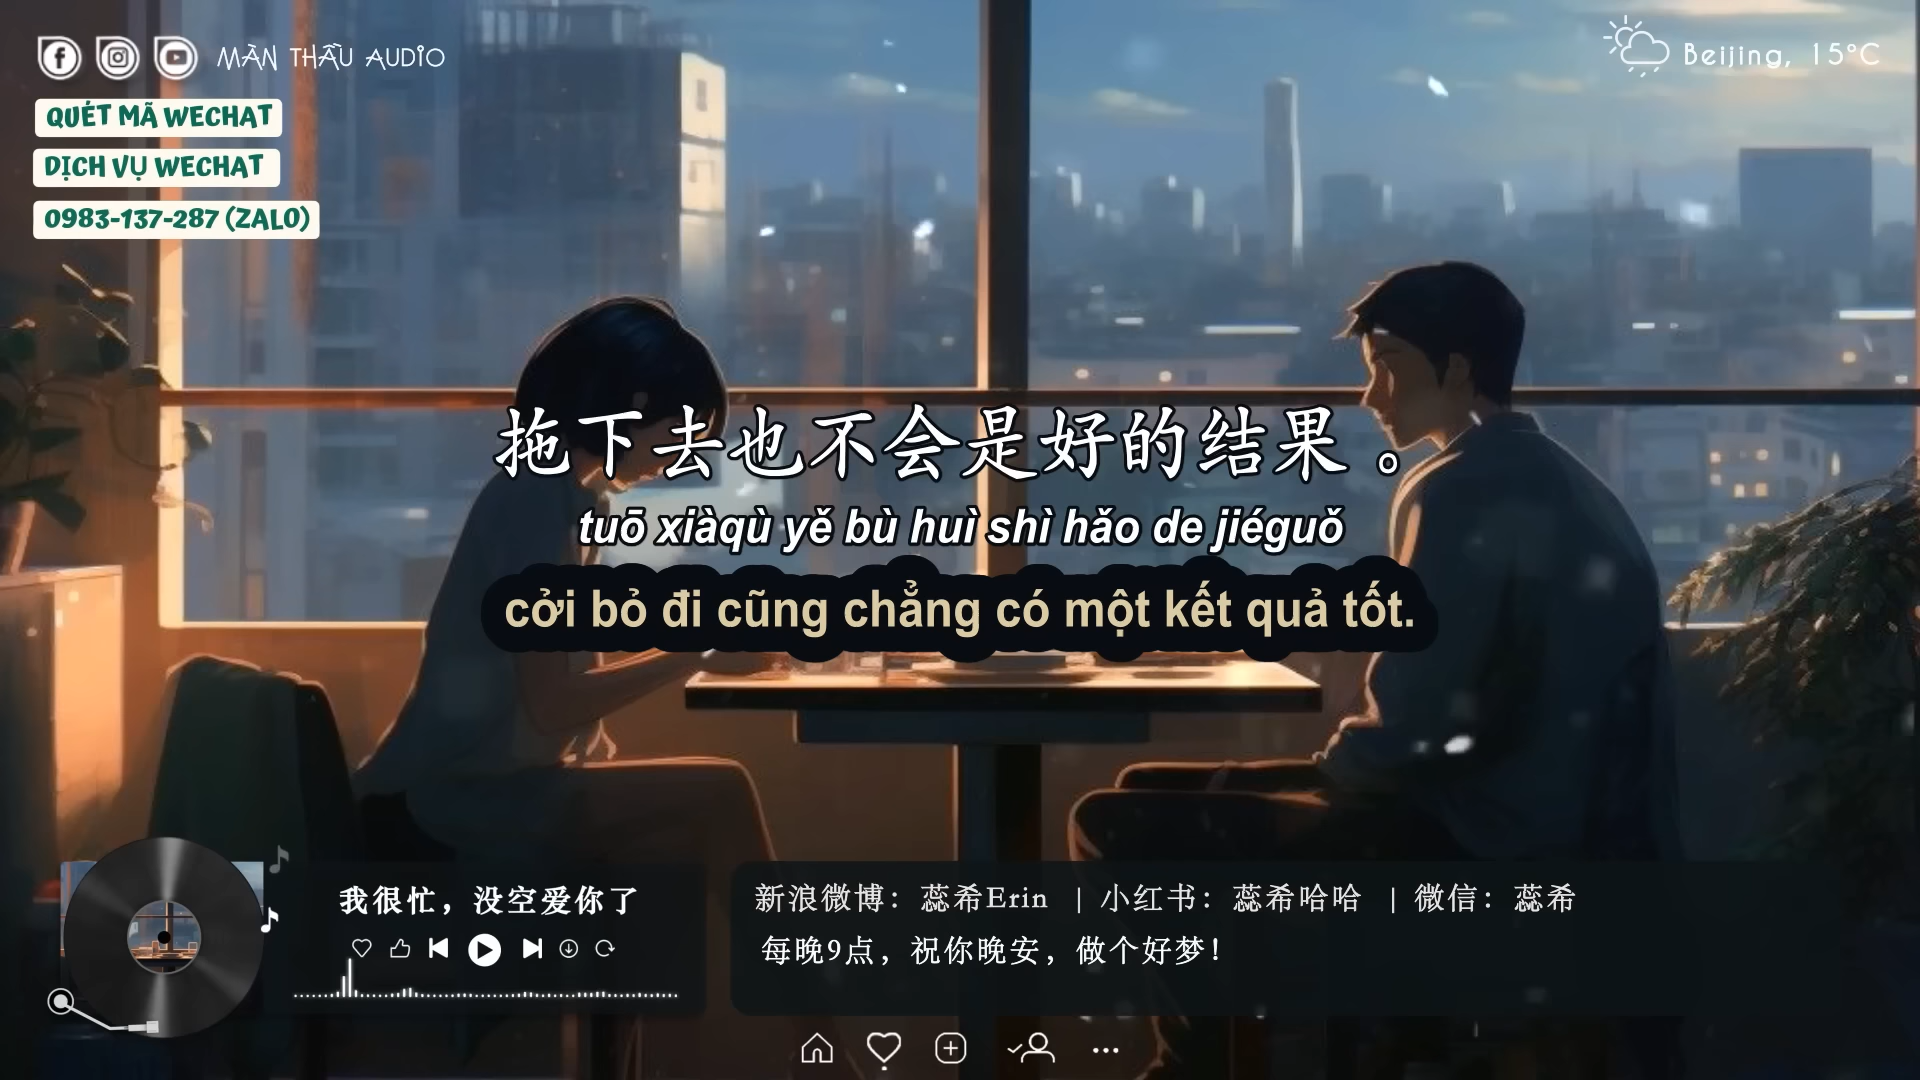 MÀN THẦU AUDIO
Beijing, 15°C
QUÉT MÃ WECHAT
DỊCH VỤ WECHAT
0983-137-287 (ZALO)
拖下去也不会是好的结果。
tuō xiàqù yě bù huì shì hǎo de jiéguǒ
cởi bỏ đi cũng chẳng có một kết quả tốt.
我很忙，没空爱你了
新浪微博：蕊希Erin | 小红书：蕊希哈哈 | 微信：蕊希
每晚9点，祝你晚安，做个好梦！